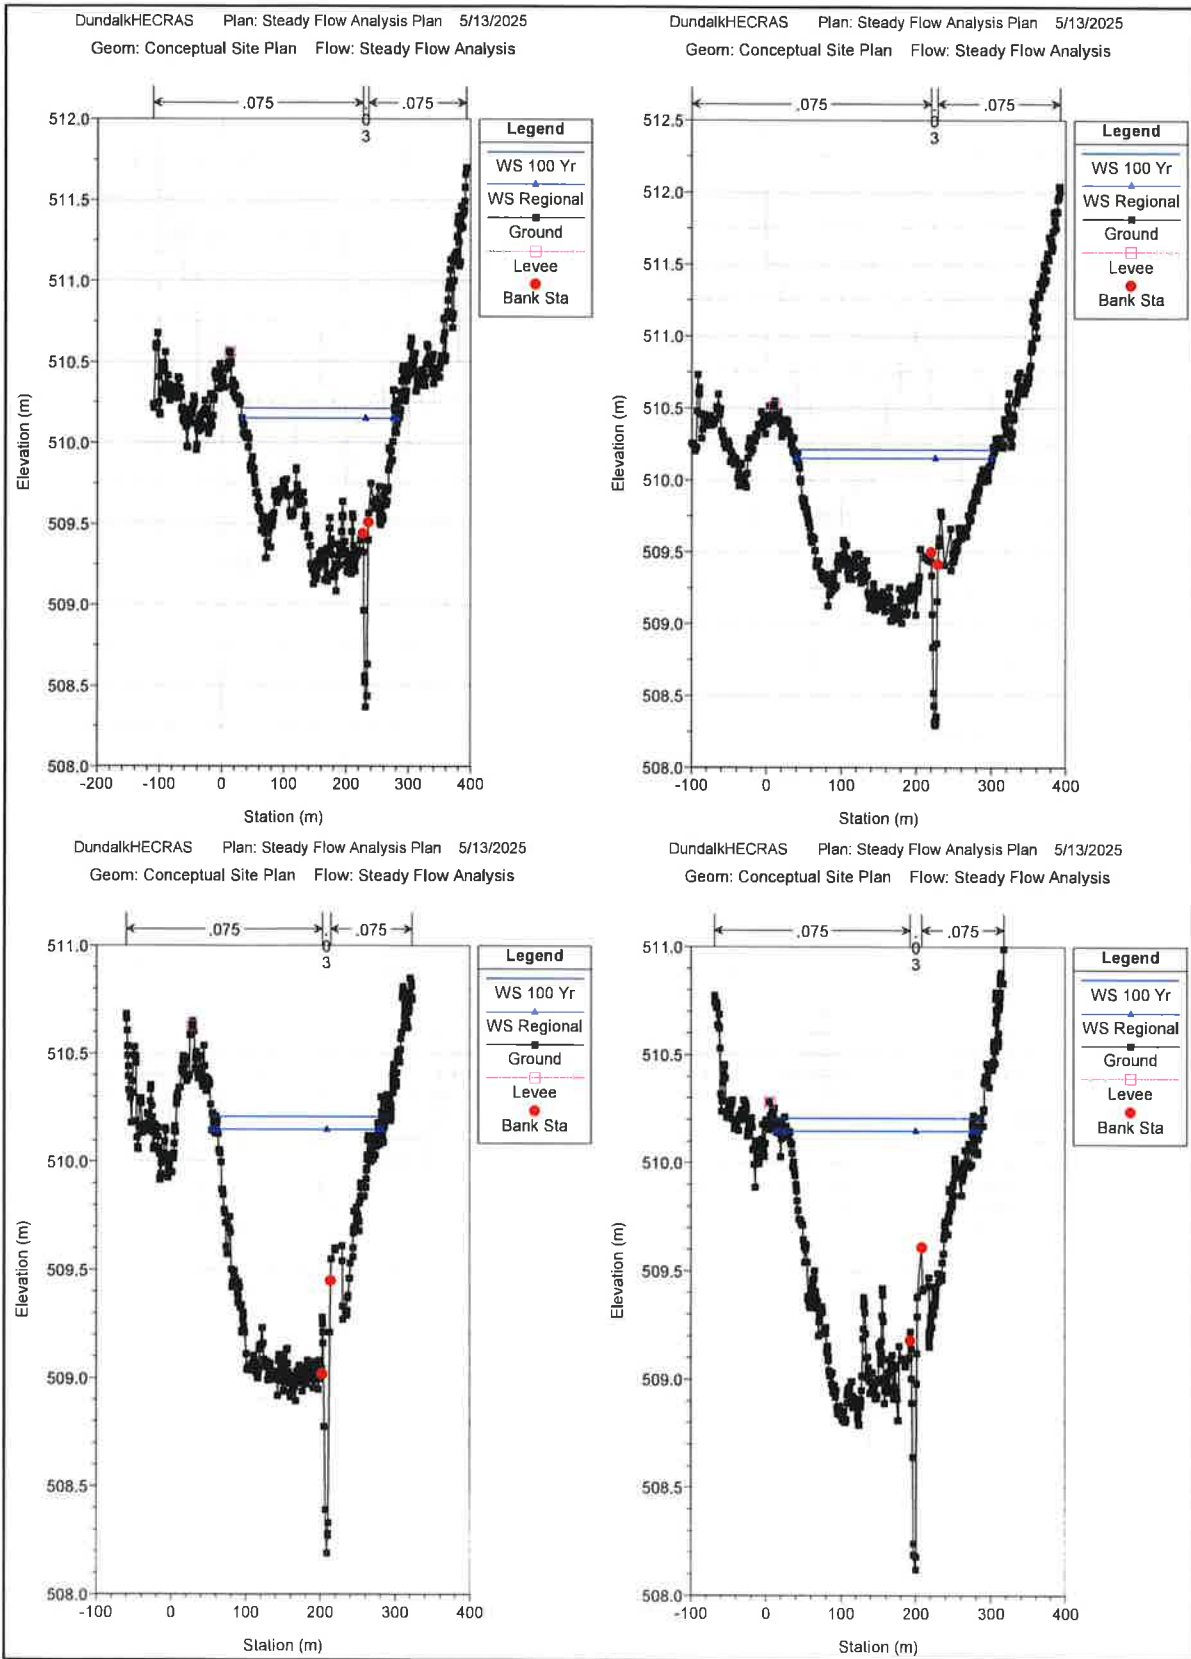 DundalkHECRAS Plan: Steady Flow Analysis Plan 5/13/2025
Geom: Conceptual Site Plan Flow: Steady Flow Analysis
.075
.03
.075
512.0
511.5
511.0
510.5
510.0
509.5
509.0
508.5
508.0
-200
-100
0
100
200
300
400
Elevation (m)
Station (m)
Legend
WS 100 Yr
WS Regional
Ground
Levee
Bank Sta
DundalkHECRAS Plan: Steady Flow Analysis Plan 5/13/2025
Geom: Conceptual Site Plan Flow: Steady Flow Analysis
.075
.03
.075
512.5
512.0
511.5
511.0
510.5
510.0
509.5
509.0
508.5
508.0
-100
0
100
200
300
400
Elevation (m)
Station (m)
Legend
WS 100 Yr
WS Regional
Ground
Levee
Bank Sta
DundalkHECRAS Plan: Steady Flow Analysis Plan 5/13/2025
Geom: Conceptual Site Plan Flow: Steady Flow Analysis
.075
.03
.075
511.0
510.5
510.0
509.5
509.0
508.5
508.0
-100
0
100
200
300
400
Elevation (m)
Station (m)
Legend
WS 100 Yr
WS Regional
Ground
Levee
Bank Sta
DundalkHECRAS Plan: Steady Flow Analysis Plan 5/13/2025
Geom: Conceptual Site Plan Flow: Steady Flow Analysis
.075
.03
.075
511.0
510.5
510.0
509.5
509.0
508.5
508.0
-100
0
100
200
300
400
Elevation (m)
Station (m)
Legend
WS 100 Yr
WS Regional
Ground
Levee
Bank Sta